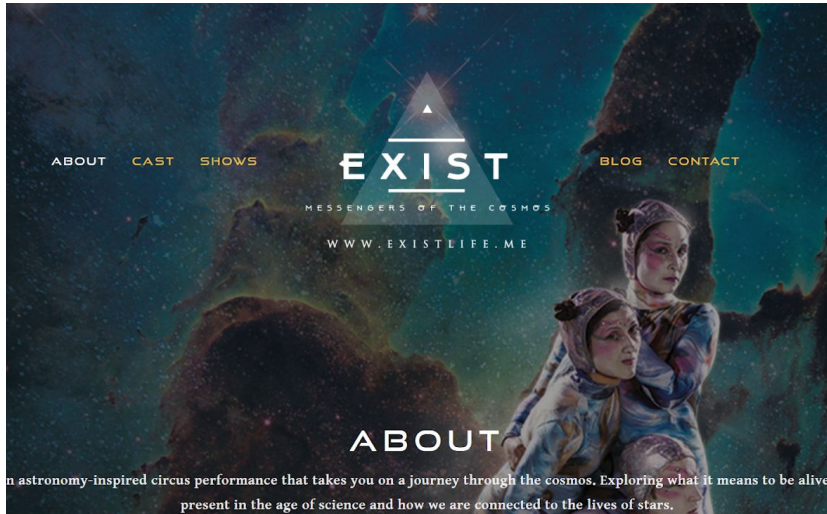 ABOUT CAST SHOWS BLOG CONTACT
EXIST
MESSENGERS OF THE COSMOS
WWW.EXISTLIFE.ME
ABOUT
astronomy-inspired circus performance that takes you on a journey through the cosmos. Exploring what it means to be alive
present in the age of science and how we are connected to the lives of stars.